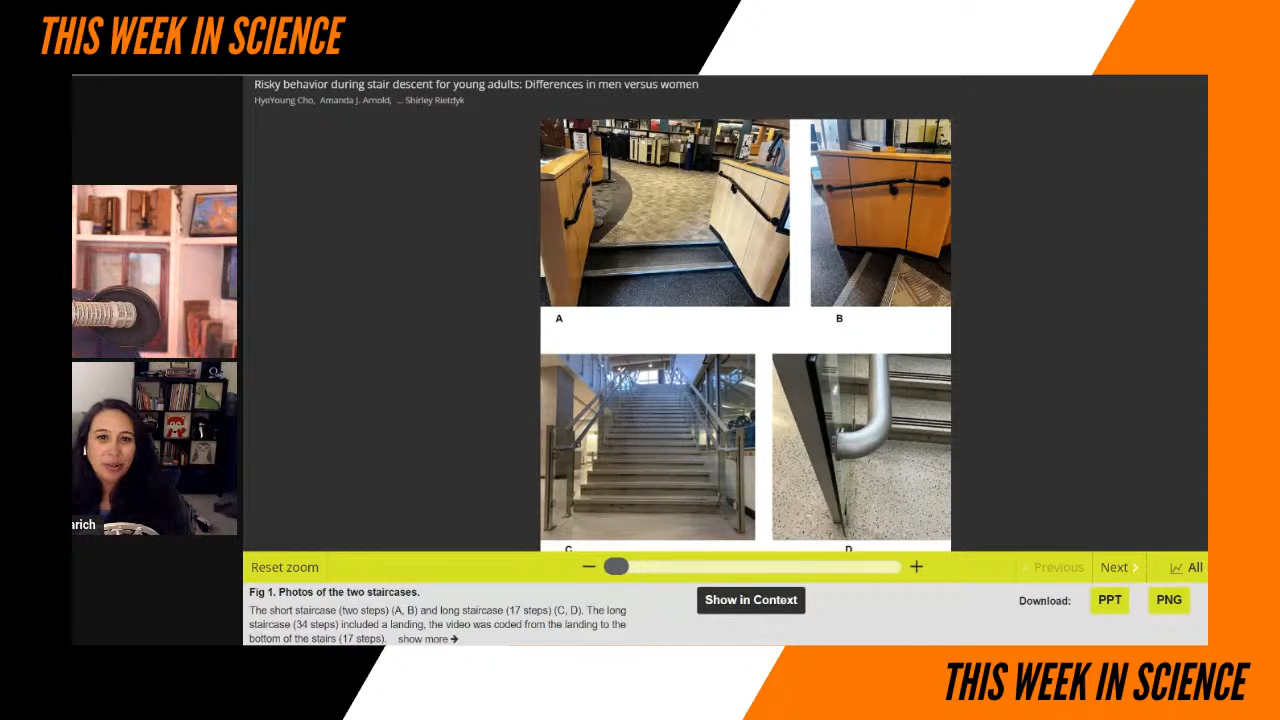 THIS WEEK IN SCIENCE
Risky behavior during stair descent for young adults: Differences in men versus women
HyeYoung Cho, Amanda J. Arnold, ... Shirley Rietdyk
A
B
C
D
arich
Reset zoom
Previous
Next
All
Fig 1. Photos of the two staircases.
The short staircase (two steps) (A, B) and long staircase (17 steps) (C, D). The long
staircase (34 steps) included a landing, the video was coded from the landing to the
bottom of the stairs (17 steps). show more
Show in Context
Download:
PPT
PNG
THIS WEEK IN SCIENCE